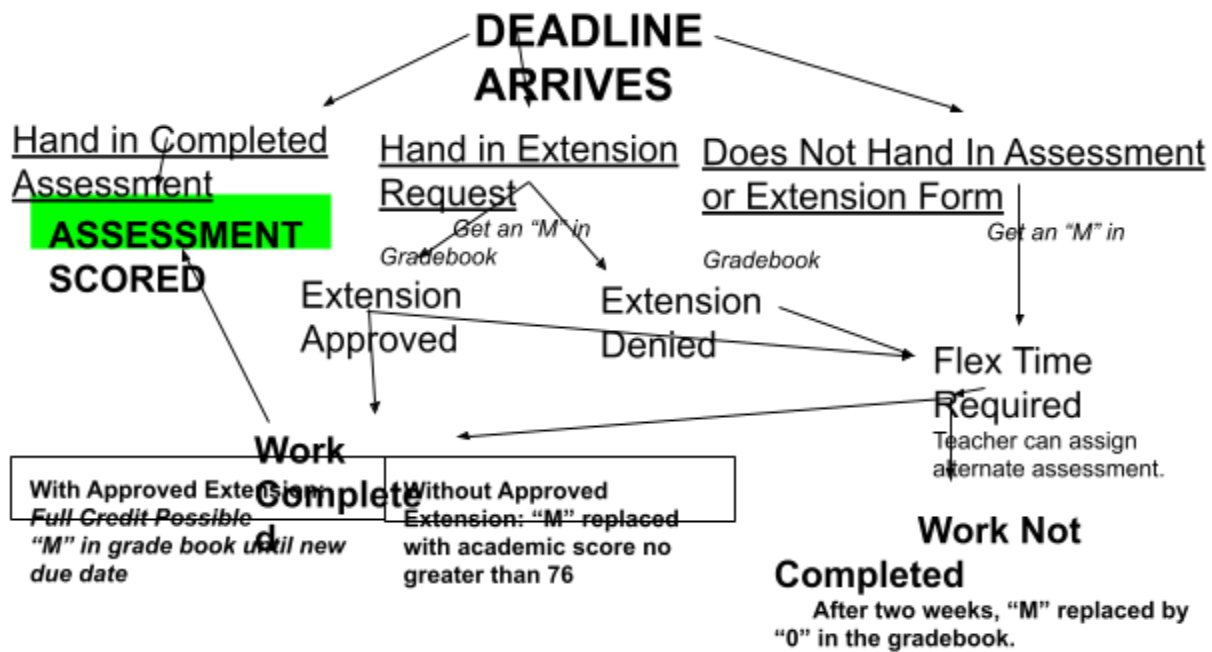 DEADLINE
ARRIVES
Hand in Completed
Assessment
ASSESSMENT
SCORED
Hand in Extension
Request
Get an “M” in
Gradebook
Does Not Hand In Assessment
or Extension Form
Get an “M” in
Gradebook
Extension
Approved
Extension
Denied
Flex Time
Required
Teacher can assign
alternate assessment.
Work
Complete
d
With Approved Extension:
Full Credit Possible
“M” in grade book until new
due date
Without Approved
Extension: “M” replaced
with academic score no
greater than 76
Work Not
Completed
After two weeks, “M” replaced by
“0” in the gradebook.